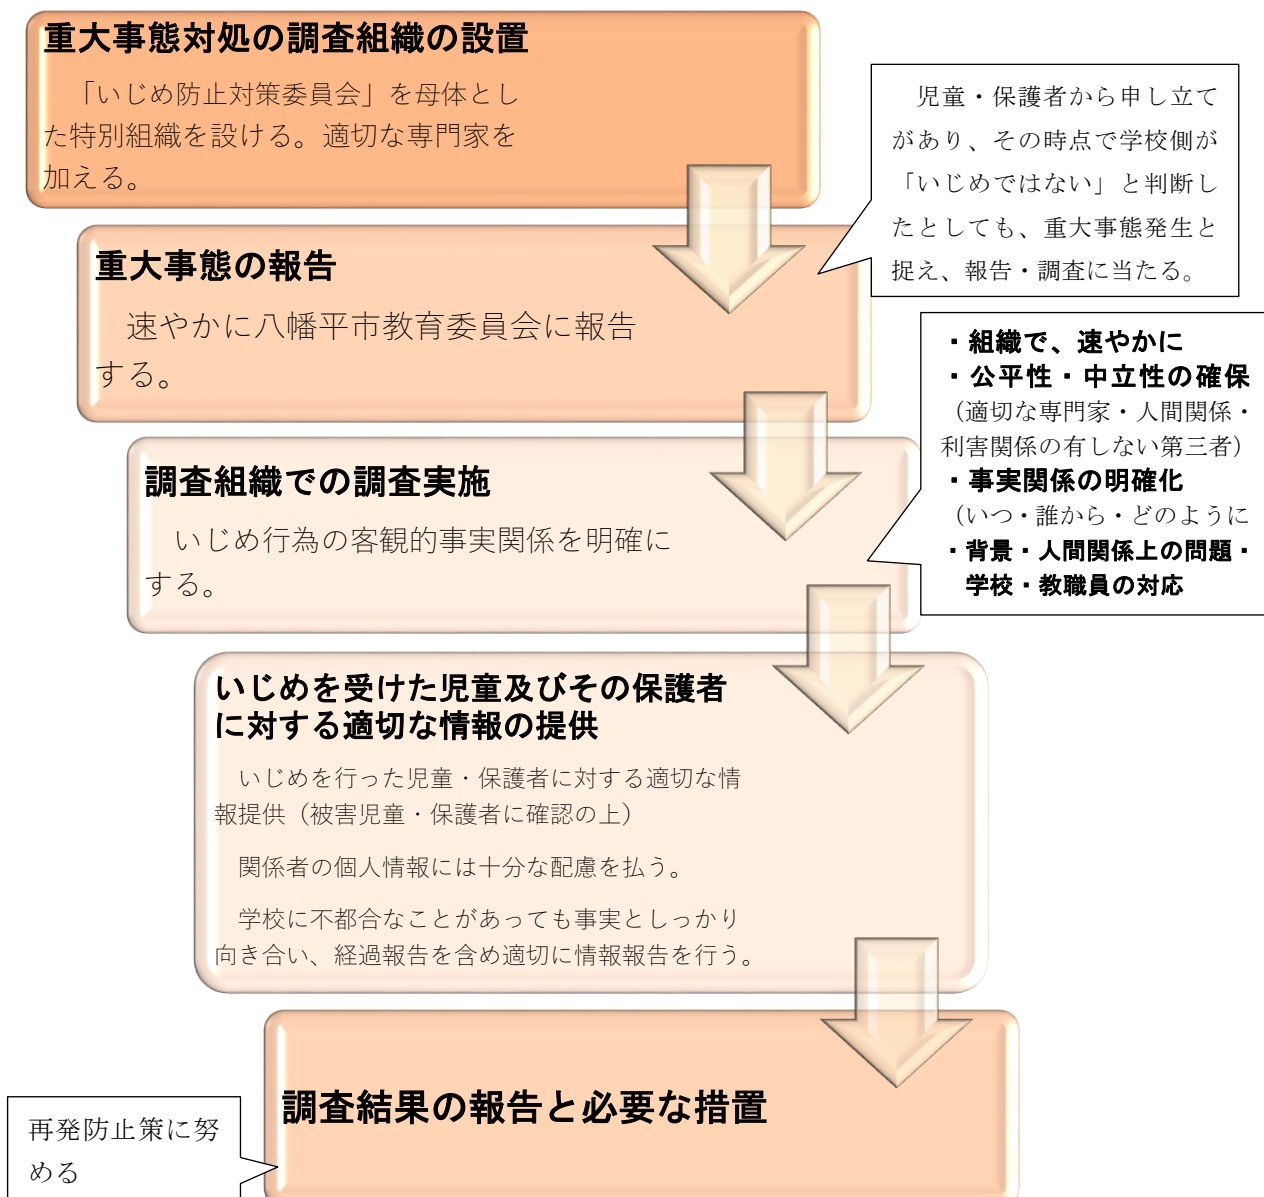 重大事態対処の調査組織の設置
「いじめ防止対策委員会」を母体とし
た特別組織を設ける。適切な専門家を
加える。
児童・保護者から申し立て
があり、その時点で学校側が
「いじめではない」と判断し
たとしても、重大事態発生と
捉え、報告・調査に当たる。
重大事態の報告
速やかに八幡平市教育委員会に報告
する。
・組織で、速やかに
・公平性・中立性の確保
（適切な専門家・人間関係・
利害関係の有しない第三者）
・事実関係の明確化
（いつ・誰から・どのように
・背景・人間関係上の問題・
学校・教職員の対応
調査組織での調査実施
いじめ行為の客観的事実関係を明確に
する。
いじめを受けた児童及びその保護者
に対する適切な情報の提供
いじめを行った児童・保護者に対する適切な情
報提供（被害児童・保護者に確認の上）
関係者の個人情報には十分な配慮を払う。
学校に不都合なことがあっても事実としっかり
向き合い、経過報告を含め適切に情報報告を行う。
調査結果の報告と必要な措置
再発防止策に努
める